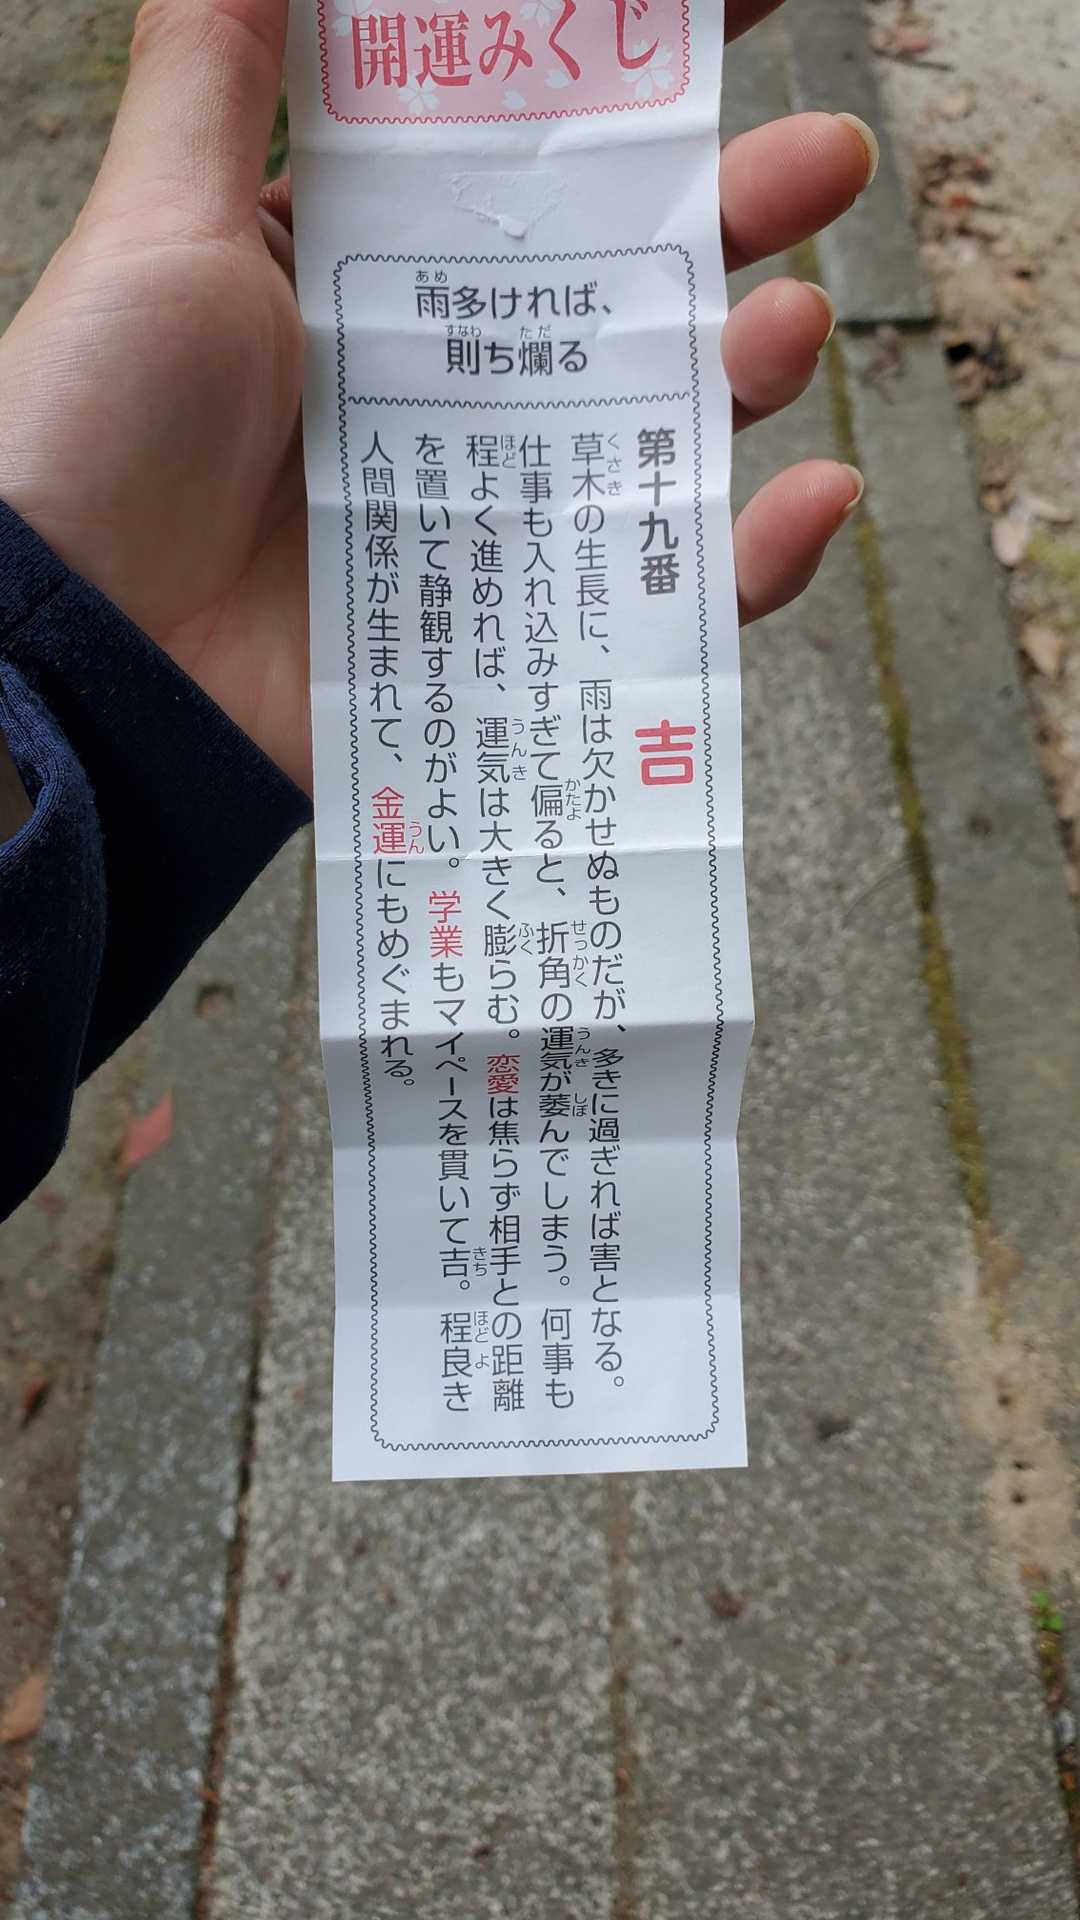 開運みくじ
雨多ければ、
則ち爛る
第十九番 吉
草木の生長に、雨は欠かせぬものだが、多きに過ぎれば害となる。
仕事も入れ込みすぎて偏ると、折角の運気が萎んでしまう。何事も
程よく進めれば、運気は大きく膨らむ。恋愛は焦らず相手との距離
を置いて静観するのがよい。学業もマイペースを貫いて吉。程良き
人間関係が生まれて、金運にもめぐまれる。